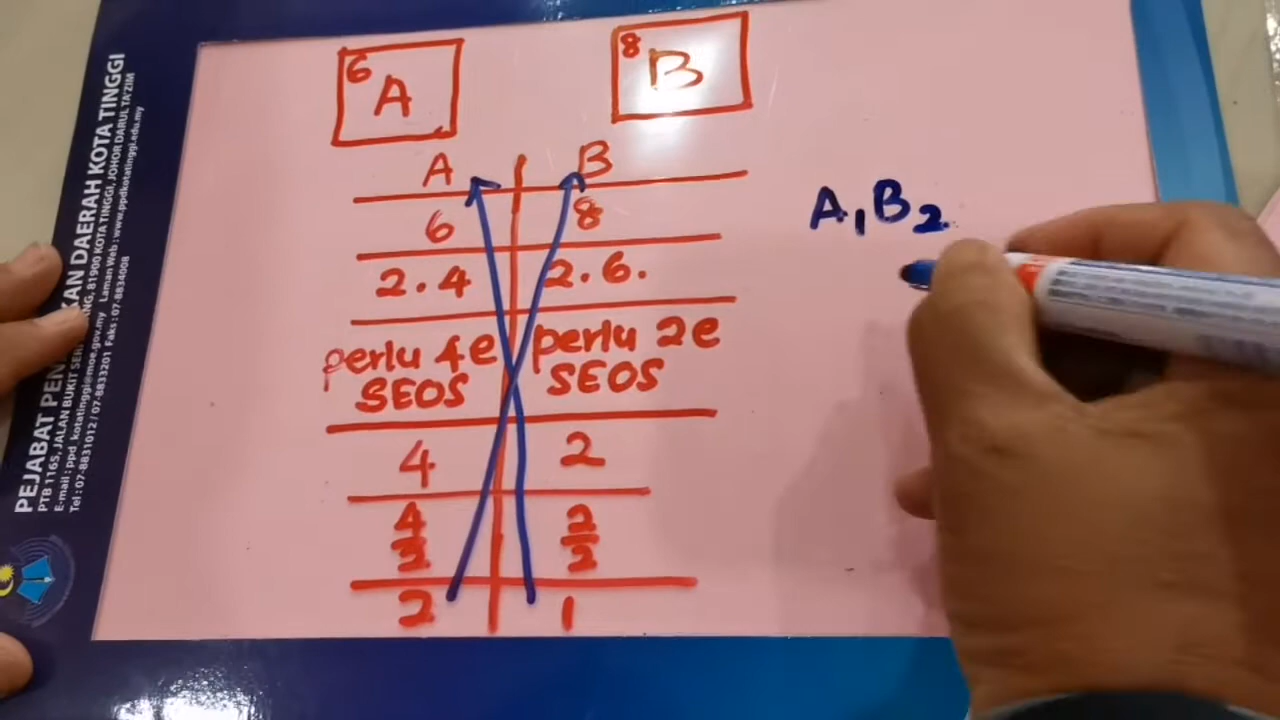 6 A
8 B
A B
6 8
2.4 2.6.
perlu 4e perlu 2e
SEOS SEOS
4 2
4 2
2 2
2 1
A₁B₂
KAN DAERAH KOTA TINGGI
PEJABAT PEN
PTB 1165, JALAN BUKIT SERI
ANG, 81900 KOTA TINGGI, JOHOR DARUL TA'ZIM
E-mail: ppd_kotatinggi@moe.gov.my Laman Web: www.ppdkotatinggi.edu.my
Tel: 07-8831012 / 07-8833201 Faks: 07-8834008